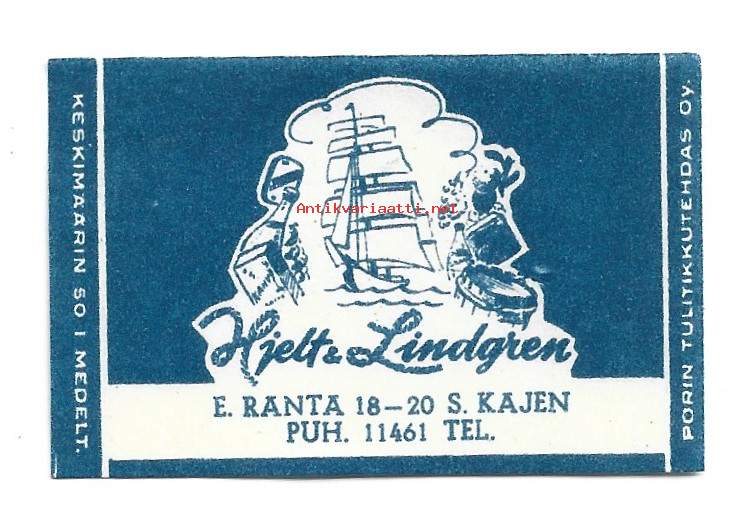 KESKIMÄÄRIN 50 I MEDELT.
Antikvariaatti.net
Hjelt & Lindgren
E. RANTA 18-20 S. KAJEN
PUH. 11461 TEL.
PORIN TULITIKKUTEHDAS OY.